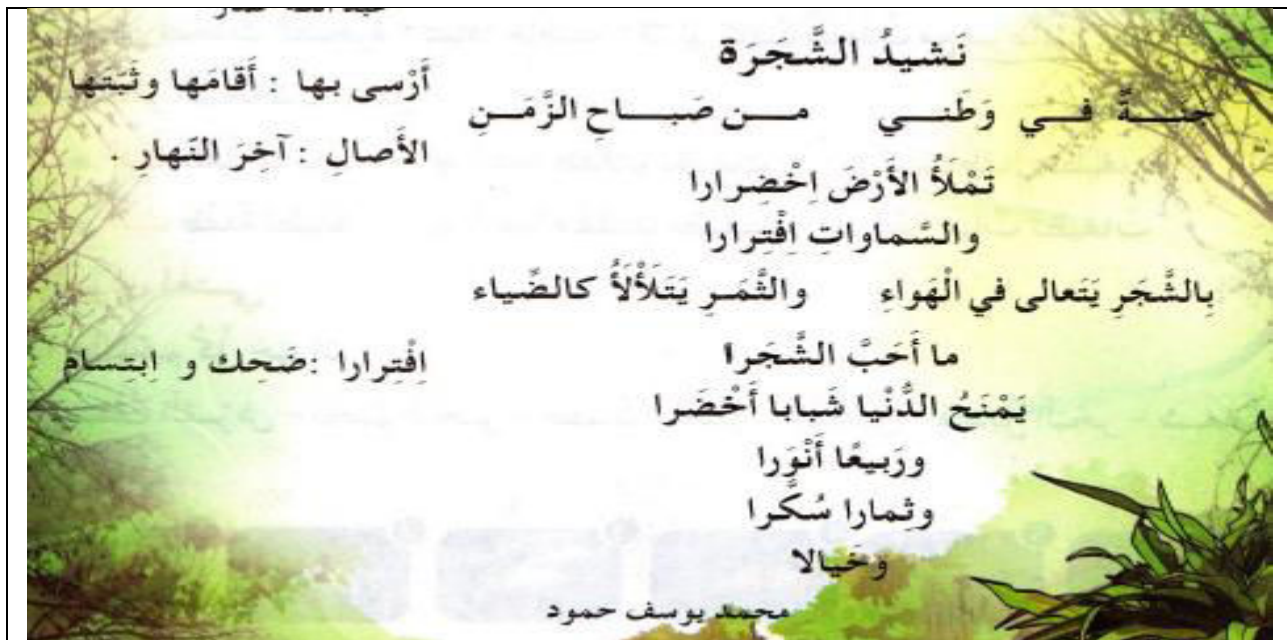 نَشيدُ الشَّجَرَة
جَنَّةٌ في وَطَني من صَباحِ الزَّمَنِ
تَمْلَأُ الأَرْضَ اِخْضِرارا
والسَّماواتِ اِفْتِرارا
بِالشَّجَرِ يَتَعالى في الْهَواءِ والثَّمَرِ يَتَلَأْلَأُ كالضِّياء
ما أَحَبَّ الشَّجَرا
يَمْنَحُ الدُّنْيا شَبابا أَخْضَرا
ورَبيعًا أَنْوَرا
وثِمارا سُكَّرا
وخَيالا
محمد يوسف حمود
أَرْسى بها : أَقامَها وثَبَتَها
الأَصالِ : آخِرَ النَهارِ .
اِفْتِرارا : ضَحِك و اِبتِسام